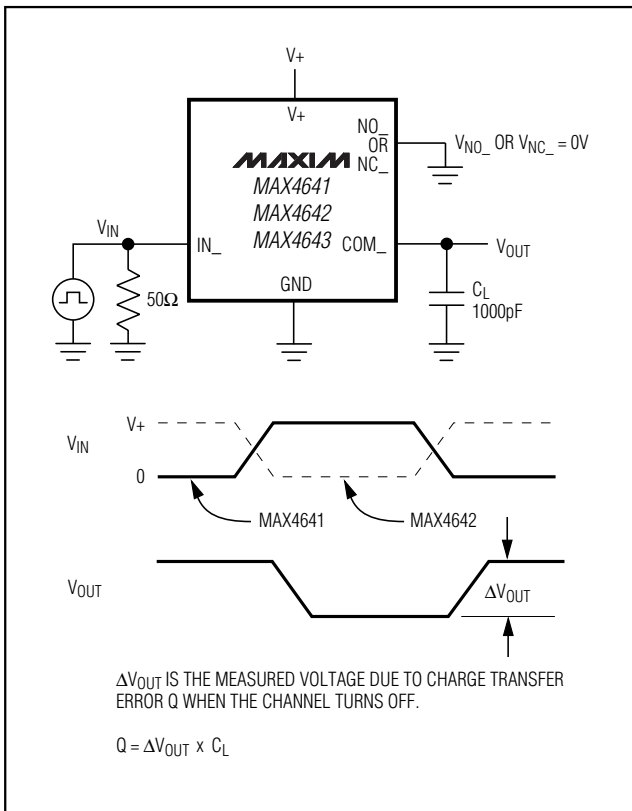 V+
V+
NO_
OR
NC_
V_NO_ OR V_NC_ = 0V
MAXIM
MAX4641
MAX4642
MAX4643
V_IN
IN_
COM_
V_OUT
50Ω
GND
C_L
1000pF
V+
V_IN
0
MAX4641
MAX4642
V_OUT
ΔV_OUT
ΔV_OUT IS THE MEASURED VOLTAGE DUE TO CHARGE TRANSFER
ERROR Q WHEN THE CHANNEL TURNS OFF.
Q = ΔV_OUT x C_L